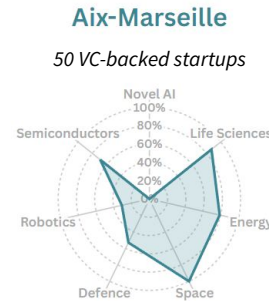 Aix-Marseille
50 VC-backed startups
Novel AI
100%
80%
60%
40%
20%
0%
Semiconductors
Life Sciences
Robotics
Energy
Defence
Space